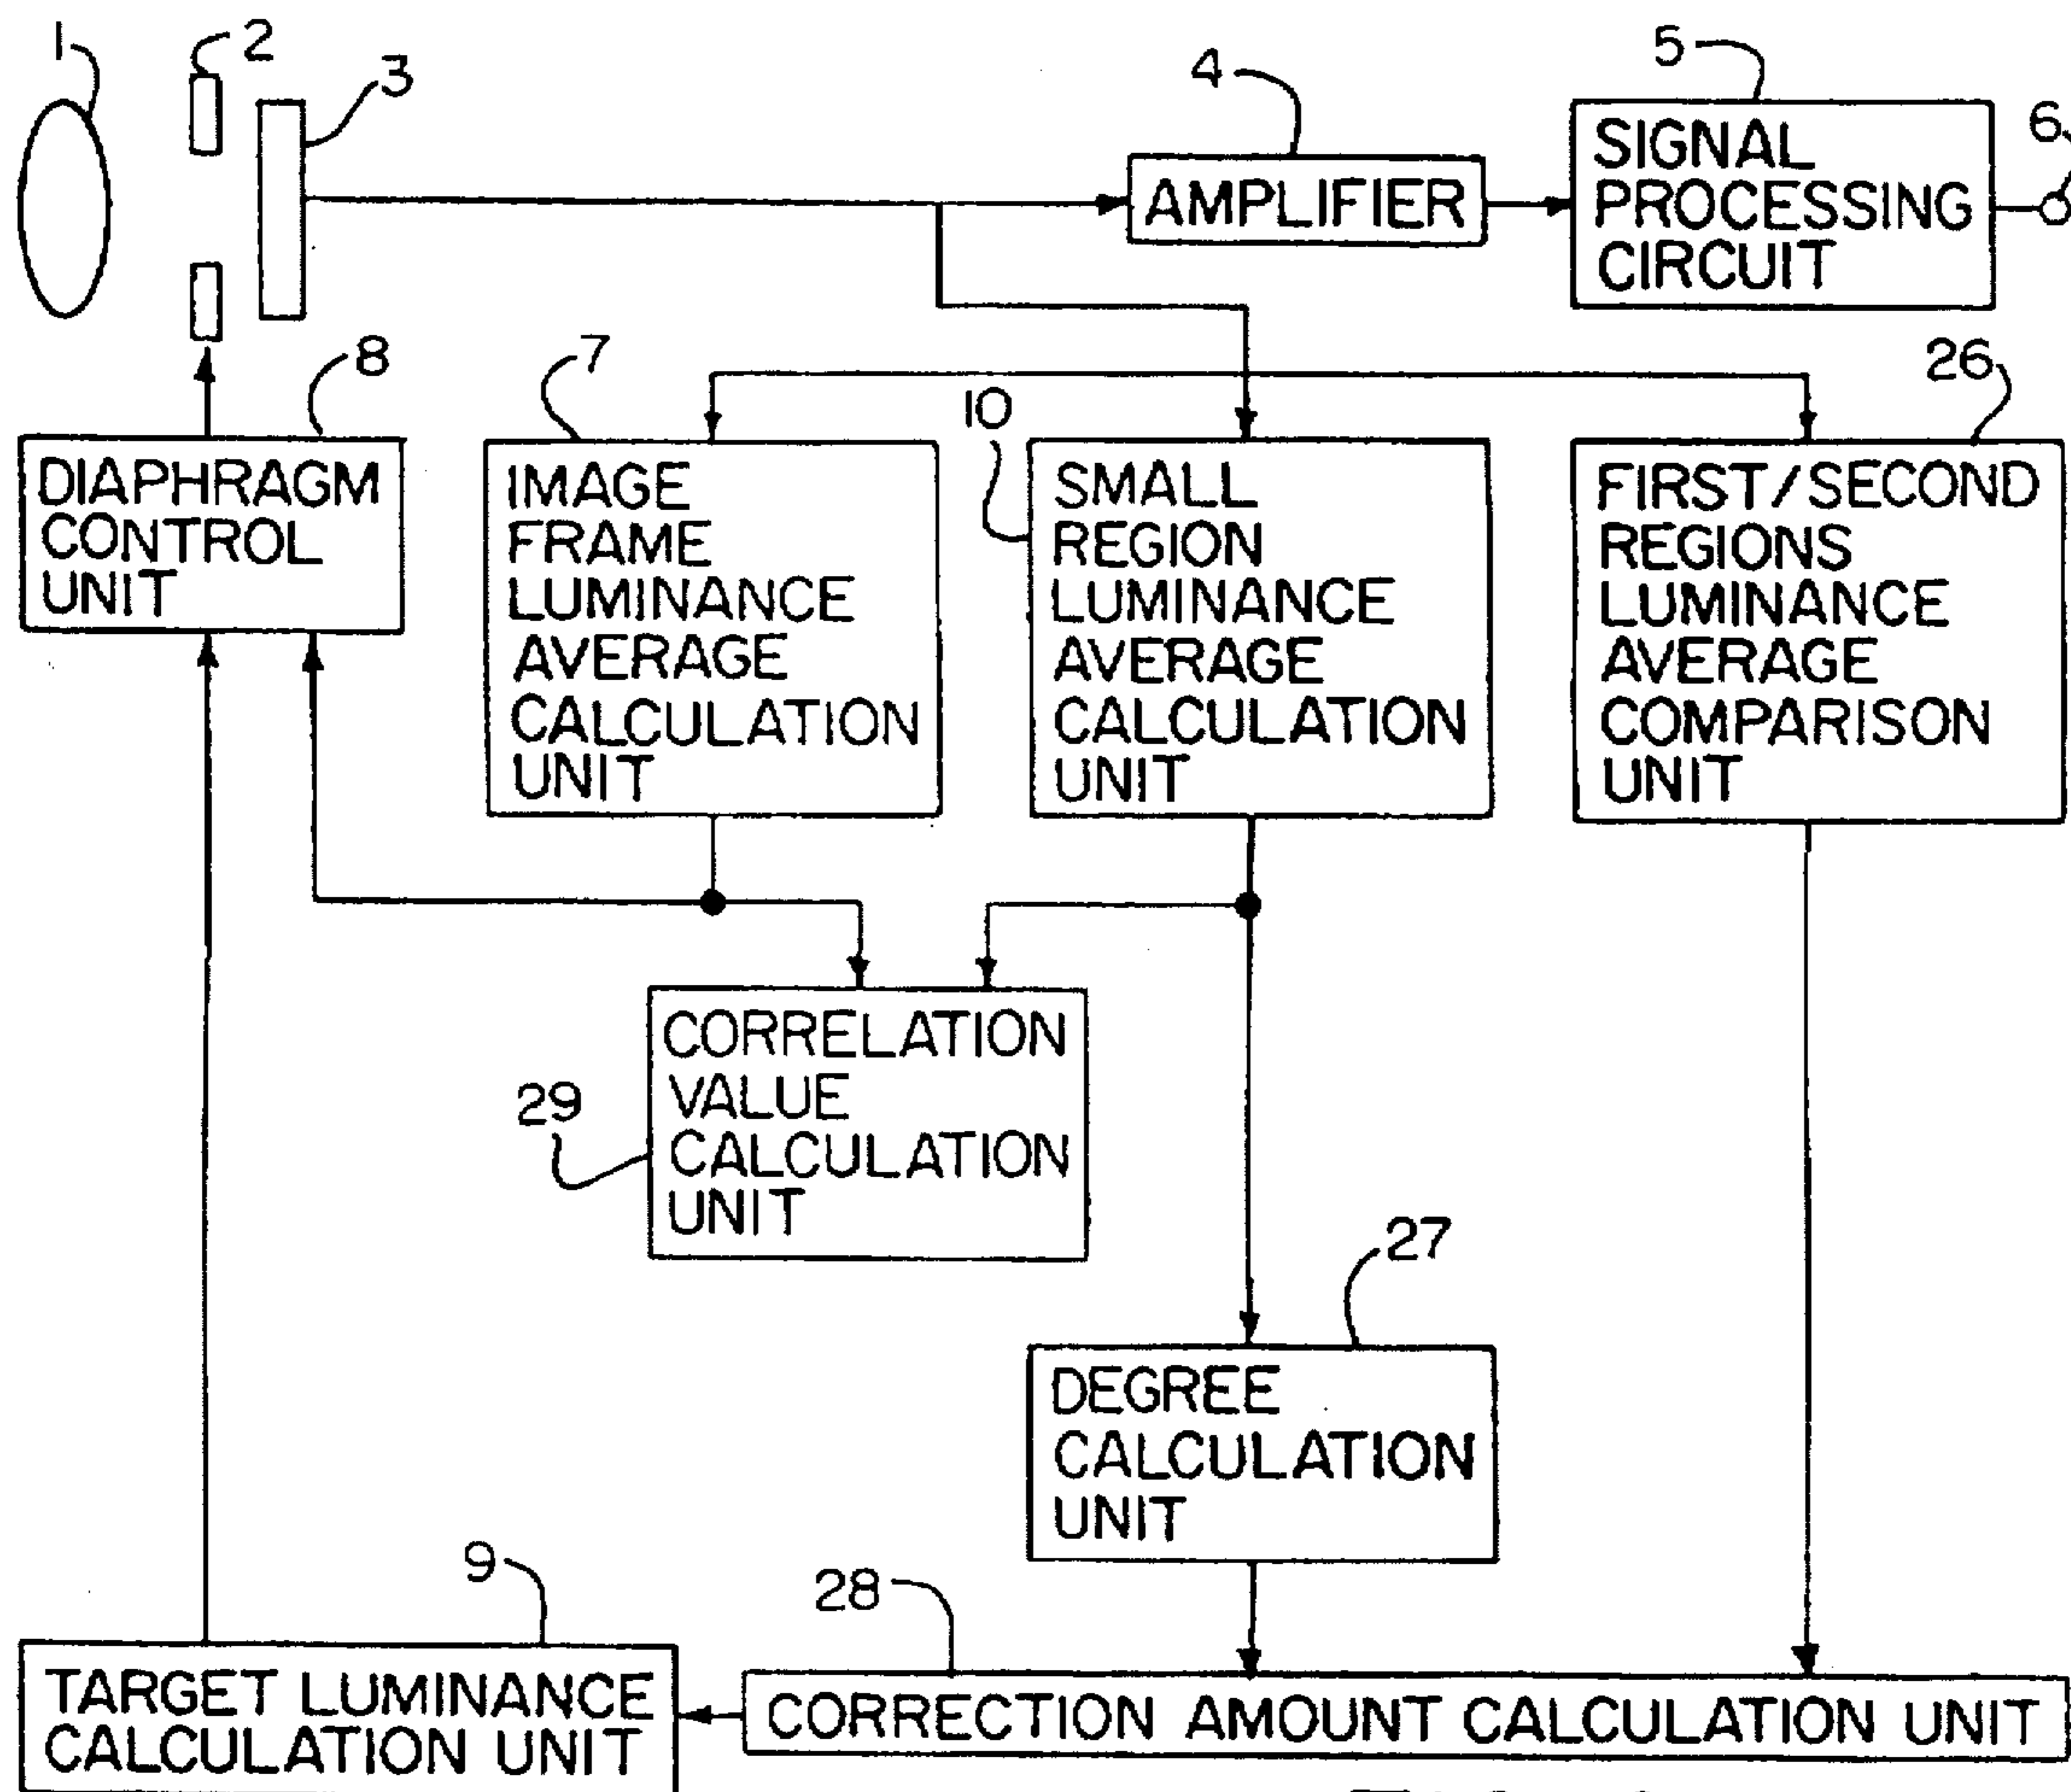 1
2
3
4
5
6
AMPLIFIER
SIGNAL
PROCESSING
CIRCUIT
8
7
10
26
DIAPHRAGM
CONTROL
UNIT
IMAGE
FRAME
LUMINANCE
AVERAGE
CALCULATION
UNIT
SMALL
REGION
LUMINANCE
AVERAGE
CALCULATION
UNIT
FIRST/SECOND
REGIONS
LUMINANCE
AVERAGE
COMPARISON
UNIT
29
CORRELATION
VALUE
CALCULATION
UNIT
27
DEGREE
CALCULATION
UNIT
9
28
TARGET LUMINANCE
CALCULATION UNIT
CORRECTION AMOUNT CALCULATION UNIT